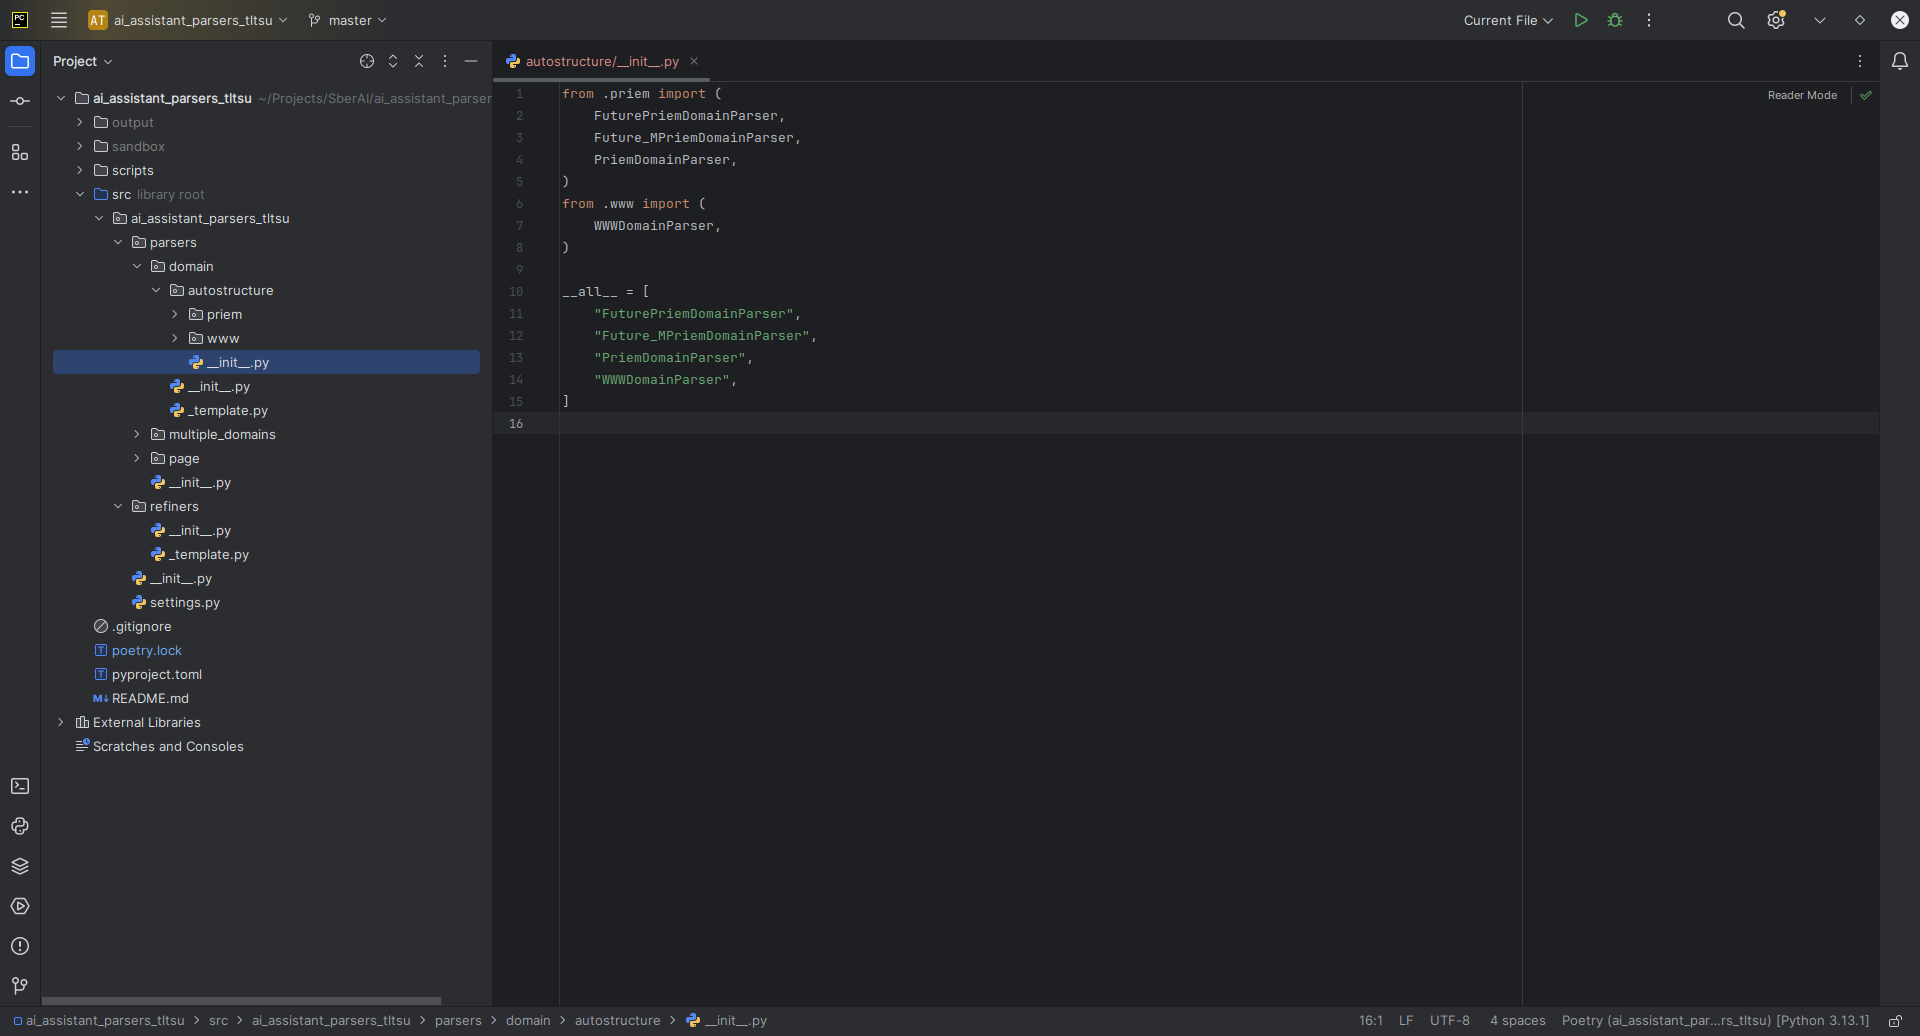 PC
AT ai_assistant_parsers_tltsu master Current File
Project
autostructure/__init__.py
Reader Mode
ai_assistant_parsers_tltsu ~/Projects/SberAI/ai_assistant_parser
output
sandbox
scripts
src library root
ai_assistant_parsers_tltsu
parsers
domain
autostructure
priem
www
__init__.py
__init__.py
_template.py
multiple_domains
page
__init__.py
refiners
__init__.py
_template.py
__init__.py
settings.py
.gitignore
T poetry.lock
T pyproject.toml
M↓ README.md
External Libraries
Scratches and Consoles
1 from .priem import (
2     FuturePriemDomainParser,
3     Future_MPriemDomainParser,
4     PriemDomainParser,
5 )
6 from .www import (
7     WWWDomainParser,
8 )
9
10 __all__ = [
11     "FuturePriemDomainParser",
12     "Future_MPriemDomainParser",
13     "PriemDomainParser",
14     "WWWDomainParser",
15 ]
16
ai_assistant_parsers_tltsu > src > ai_assistant_parsers_tltsu > parsers > domain > autostructure > __init__.py
16:1 LF UTF-8 4 spaces Poetry (ai_assistant_par...rs_tltsu) [Python 3.13.1]